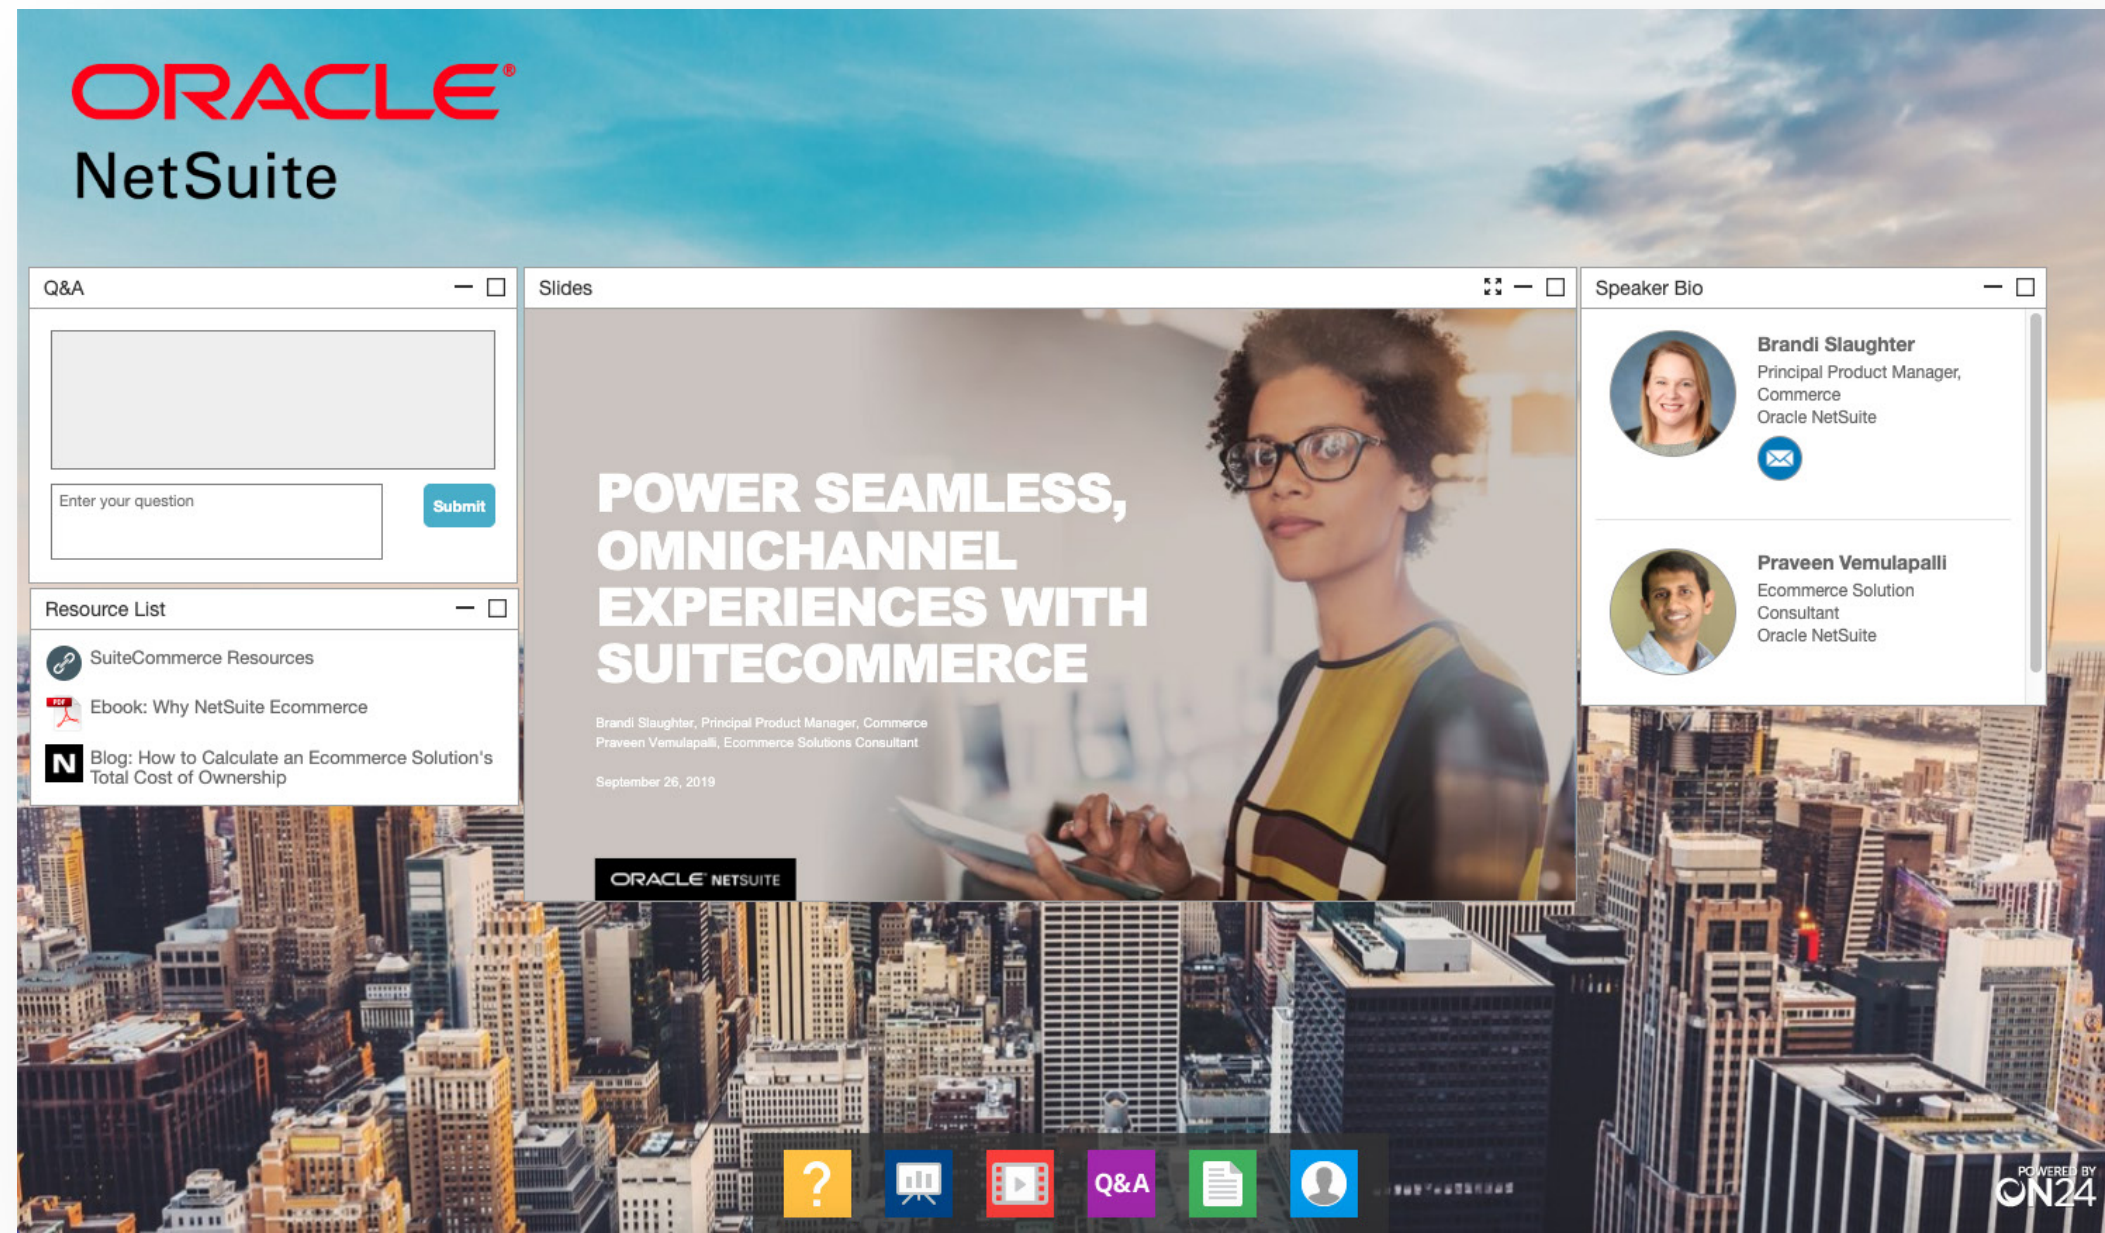 ORACLE®
NetSuite
Q&A
Enter your question
Submit
Resource List
SuiteCommerce Resources
PDF
Ebook: Why NetSuite Ecommerce
N
Blog: How to Calculate an Ecommerce Solution's
Total Cost of Ownership
Slides
POWER SEAMLESS,
OMNICHANNEL
EXPERIENCES WITH
SUITECOMMERCE
Brandi Slaughter, Principal Product Manager, Commerce
Praveen Vemulapalli, Ecommerce Solutions Consultant
September 26, 2019
ORACLE® NETSUITE
Speaker Bio
Brandi Slaughter
Principal Product Manager,
Commerce
Oracle NetSuite
Praveen Vemulapalli
Ecommerce Solution
Consultant
Oracle NetSuite
?
Q&A
POWERED BY
ON24